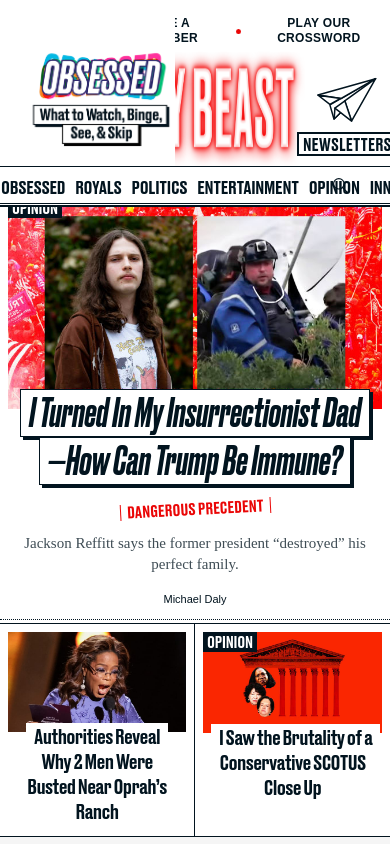 E A
BER
PLAY OUR
CROSSWORD
OBSESSED
What to Watch, Binge,
See, & Skip
Y BEAST
NEWSLETTERS
OBSESSED ROYALS POLITICS ENTERTAINMENT OPINION INN
OPINION
I Turned In My Insurrectionist Dad
—How Can Trump Be Immune?
DANGEROUS PRECEDENT
Jackson Reffitt says the former president “destroyed” his
perfect family.
Michael Daly
Authorities Reveal
Why 2 Men Were
Busted Near Oprah’s
Ranch
OPINION
I Saw the Brutality of a
Conservative SCOTUS
Close Up